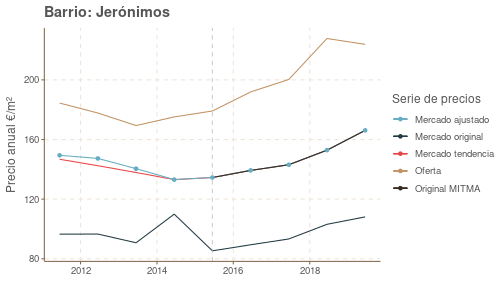 Barrio: Jerónimos
Precio anual €/m²
200
160
120
80
2012
2014
2016
2018
Serie de precios
Mercado ajustado
Mercado original
Mercado tendencia
Oferta
Original MITMA